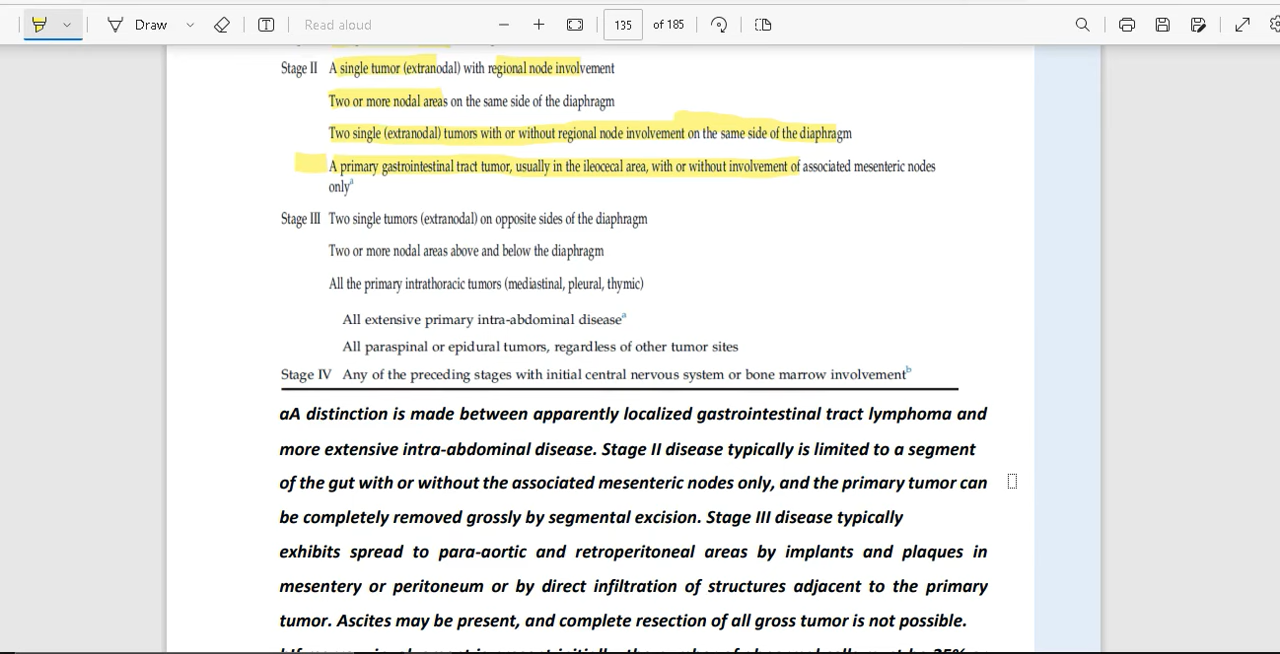 Draw
Read aloud
135 of 185
Stage II A single tumor (extranodal) with regional node involvement
Two or more nodal areas on the same side of the diaphragm
Two single (extranodal) tumors with or without regional node involvement on the same side of the diaphragm
A primary gastrointestinal tract tumor, usually in the ileocecal area, with or without involvement of associated mesenteric nodes
onlyᵃ
Stage III Two single tumors (extranodal) on opposite sides of the diaphragm
Two or more nodal areas above and below the diaphragm
All the primary intrathoracic tumors (mediastinal, pleural, thymic)
All extensive primary intra-abdominal diseaseᵃ
All paraspinal or epidural tumors, regardless of other tumor sites
Stage IV Any of the preceding stages with initial central nervous system or bone marrow involvementᵇ
aA distinction is made between apparently localized gastrointestinal tract lymphoma and
more extensive intra-abdominal disease. Stage II disease typically is limited to a segment
of the gut with or without the associated mesenteric nodes only, and the primary tumor can
be completely removed grossly by segmental excision. Stage III disease typically
exhibits spread to para-aortic and retroperitoneal areas by implants and plaques in
mesentery or peritoneum or by direct infiltration of structures adjacent to the primary
tumor. Ascites may be present, and complete resection of all gross tumor is not possible.